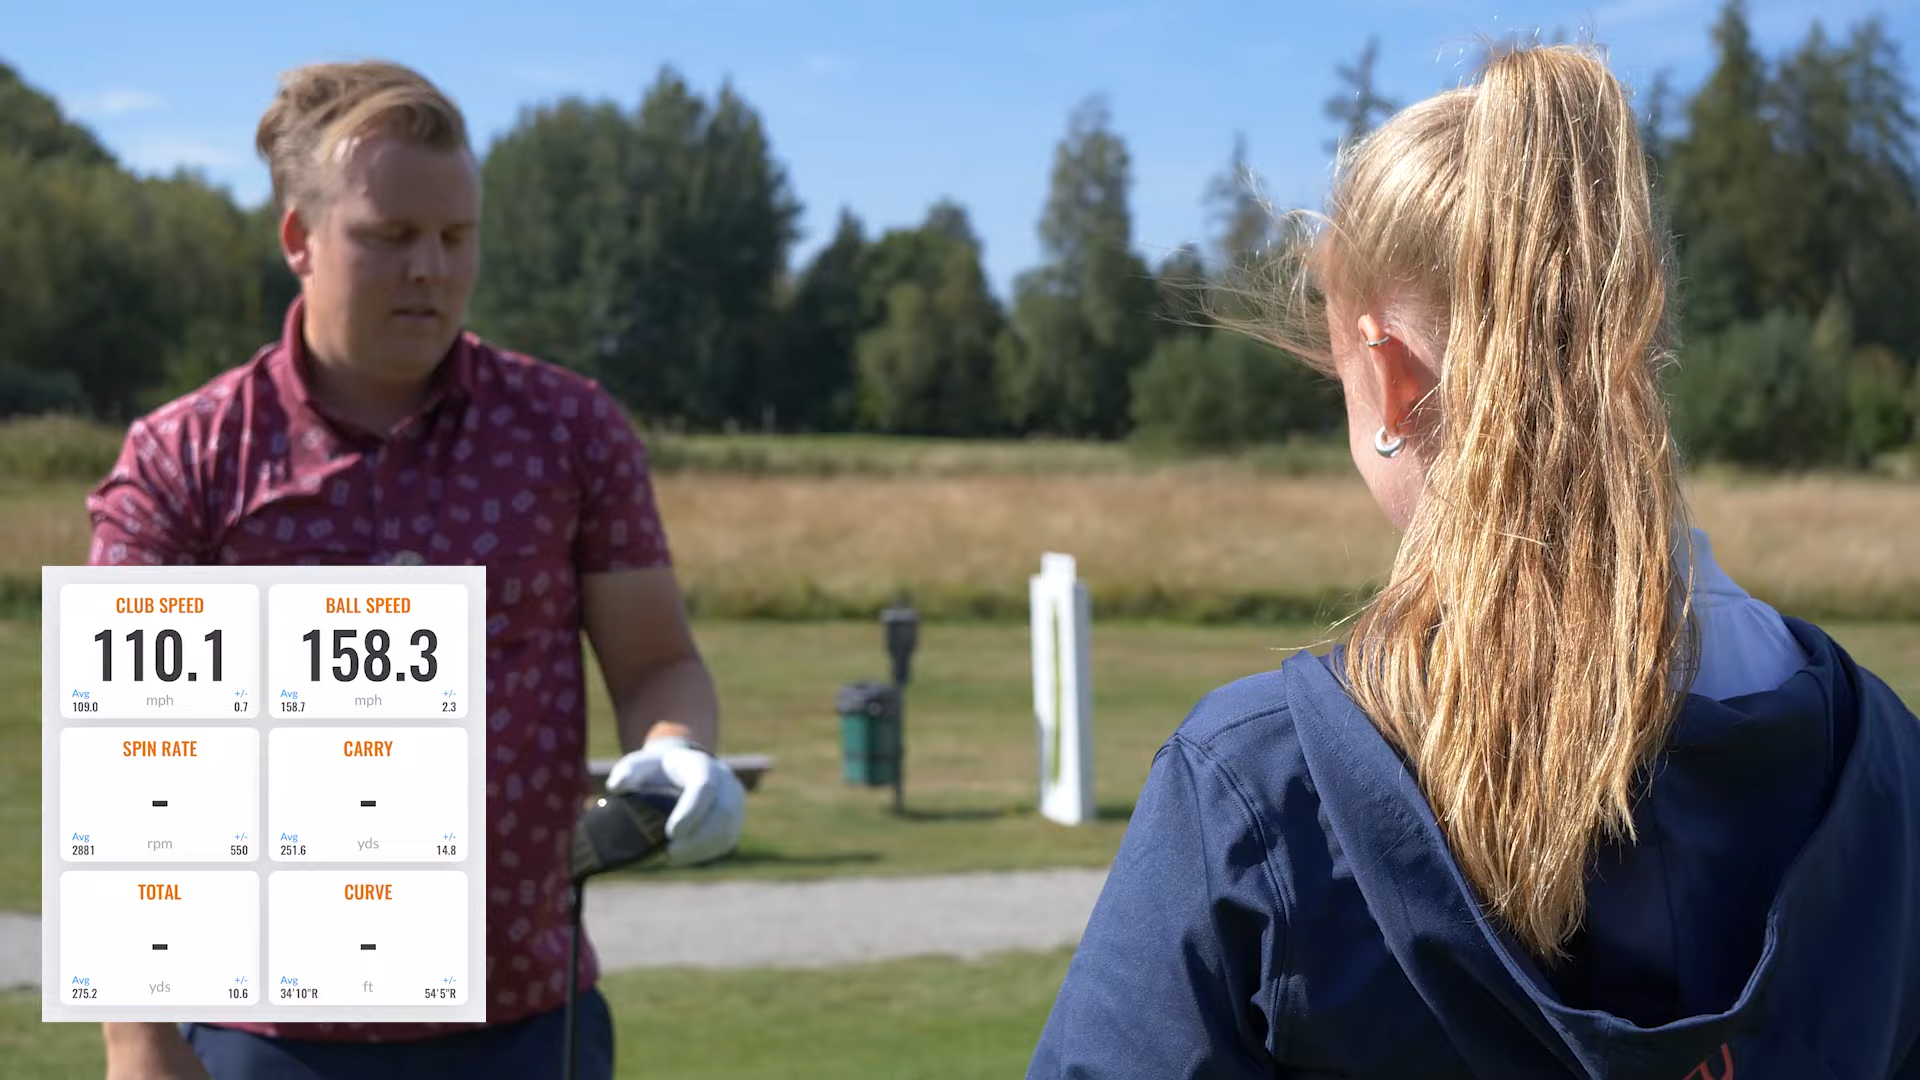 CLUB SPEED
110.1
Avg
109.0
mph
+/-
0.7
BALL SPEED
158.3
Avg
158.7
mph
+/-
2.3
SPIN RATE
-
Avg
2881
rpm
+/-
550
CARRY
-
Avg
251.6
yds
+/-
14.8
TOTAL
-
Avg
275.2
yds
+/-
10.6
CURVE
-
Avg
34'10"R
ft
+/-
54'5"R